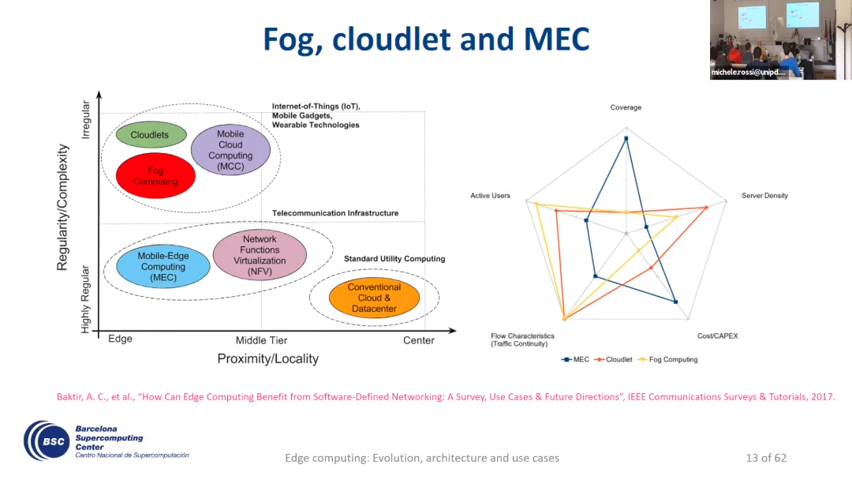 Fog, cloudlet and MEC
michele.rossi@unipd....
Regularity/Complexity
Irregular
Highly Regular
Internet-of-Things (IoT),
Mobile Gadgets,
Wearable Technologies
Cloudlets
Mobile
Cloud
Computing
(MCC)
Fog
Computing
Telecommunication Infrastructure
Mobile-Edge
Computing
(MEC)
Network
Functions
Virtualization
(NFV)
Standard Utility Computing
Conventional
Cloud &
Datacenter
Edge
Middle Tier
Center
Proximity/Locality
Coverage
Active Users
Server Density
Flow Characteristics
(Traffic Continuity)
Cost/CAPEX
MEC
Cloudlet
Fog Computing
Baktir, A. C., et al., “How Can Edge Computing Benefit from Software-Defined Networking: A Survey, Use Cases & Future Directions”, IEEE Communications Surveys & Tutorials, 2017.
BSC
Barcelona
Supercomputing
Center
Centro Nacional de Supercomputación
Edge computing: Evolution, architecture and use cases
13 of 62